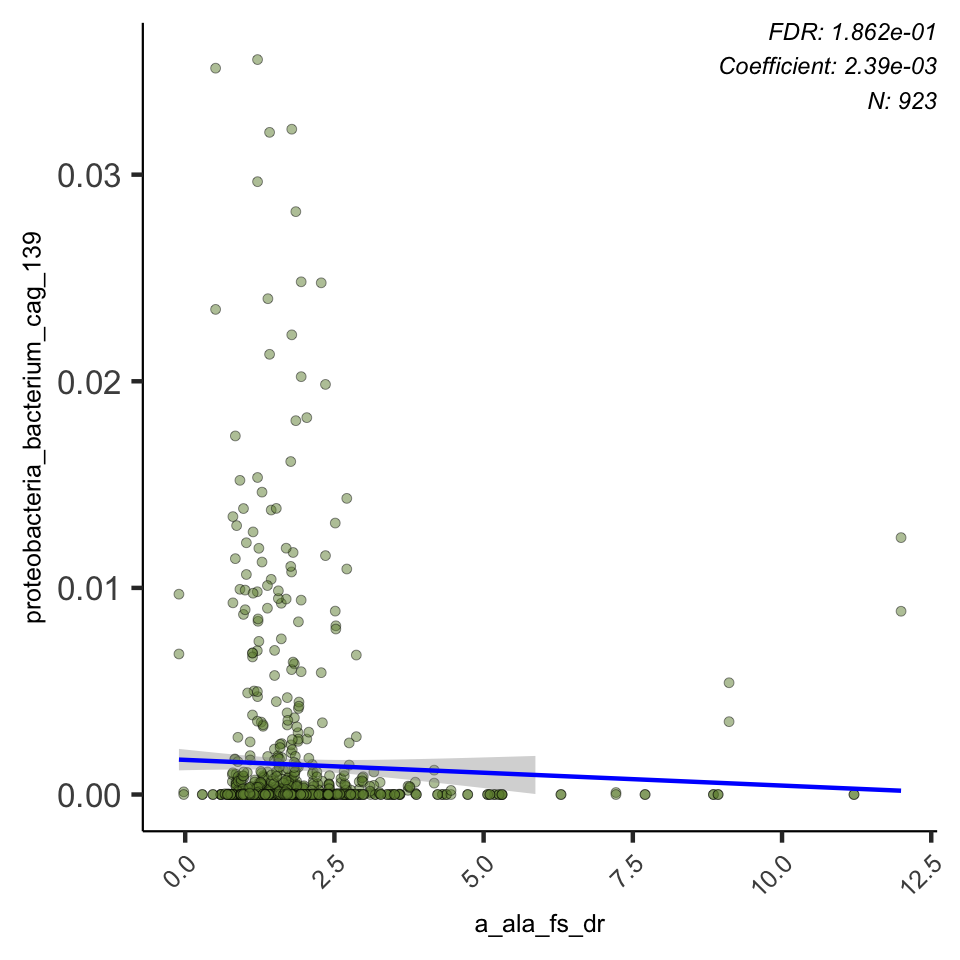 FDR: 1.862e-01
Coefficient: 2.39e-03
N: 923
proteobacteria_bacterium_cag_139
0.03
0.02
0.01
0.00
0.0
2.5
5.0
7.5
10.0
12.5
a_ala_fs_dr